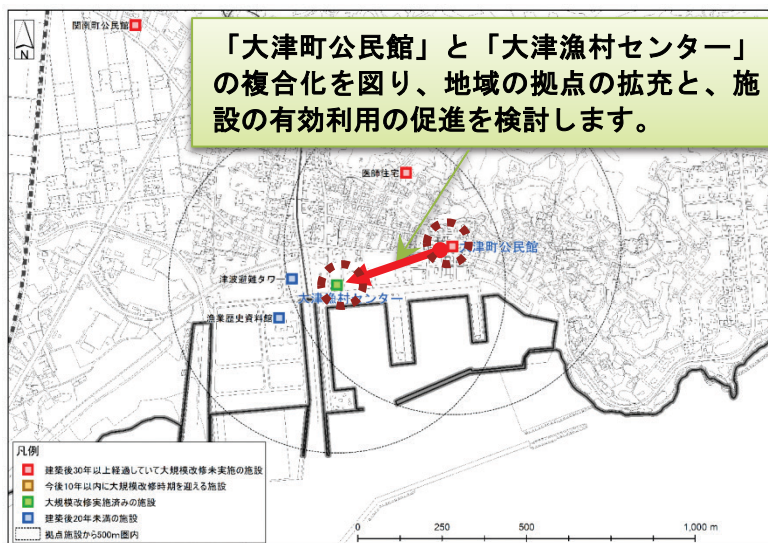 関南町公民館
N
「大津町公民館」と「大津漁村センター」
の複合化を図り、地域の拠点の拡充と、施
設の有効利用の促進を検討します。
医師住宅
大津町公民館
津波避難タワー
大津漁村センター
漁業歴史資料館
凡例
建築後30年以上経過していて大規模改修未実施の施設
今後10年以内に大規模改修時期を迎える施設
大規模改修実施済みの施設
建築後20年未満の施設
拠点施設から500m圏内
0 250 500 1,000 m